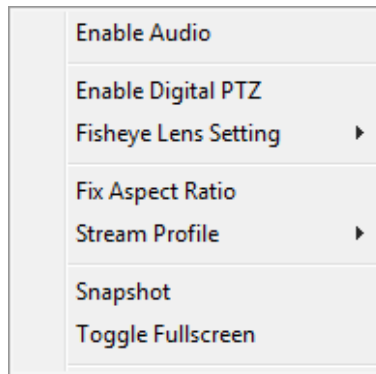 Enable Audio
Enable Digital PTZ
Fisheye Lens Setting
Fix Aspect Ratio
Stream Profile
Snapshot
Toggle Fullscreen